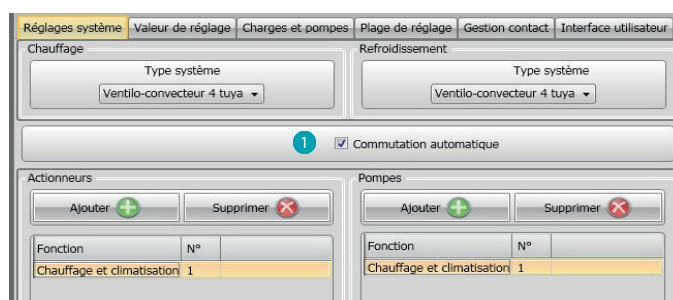 Réglages système Valeur de réglage Charges et pompes Plage de réglage Gestion contact Interface utilisateur
Chauffage
Type système
Ventilo-convecteur 4 tuya
Refroidissement
Type système
Ventilo-convecteur 4 tuya
1 Commutation automatique
Actionneurs
Ajouter Supprimer
Fonction N°
Chauffage et climatisation 1
Pompes
Ajouter Supprimer
Fonction N°
Chauffage et climatisation 1